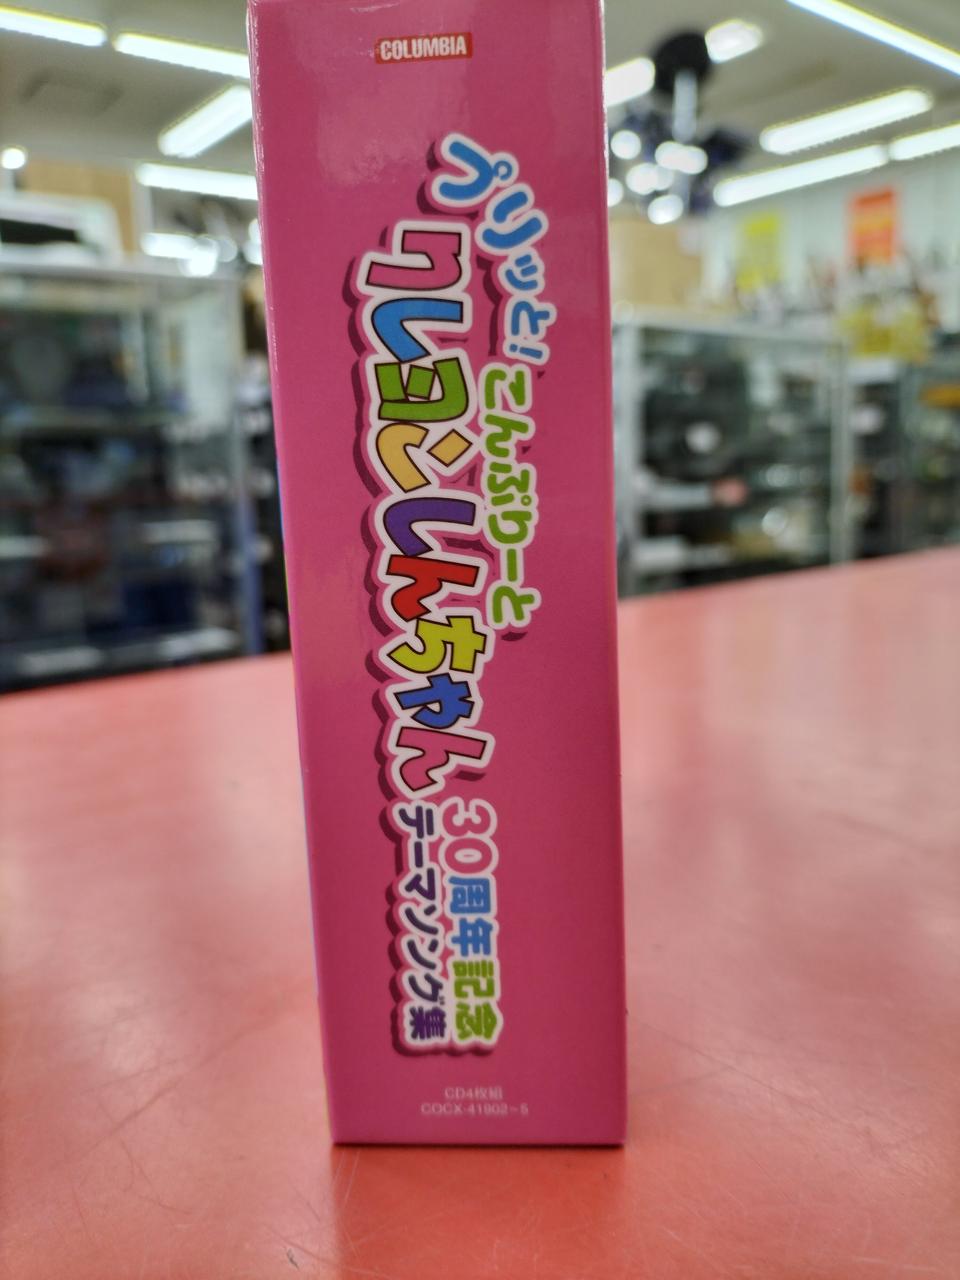 COLUMBIA
ペリッと!こんぷりーと
クレヨンしんちゃん
30周年記念
テーマソング集
CD4枚組
COCX-41902~5